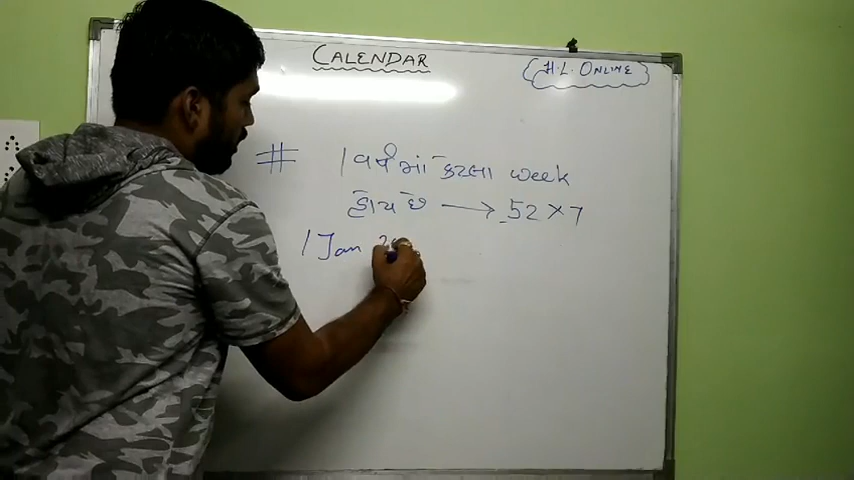 CALENDAR
H.L. ONLINE
# 1 વર્ષમાં કેટલા week
હોય છે → 52 × 7
1 Jan